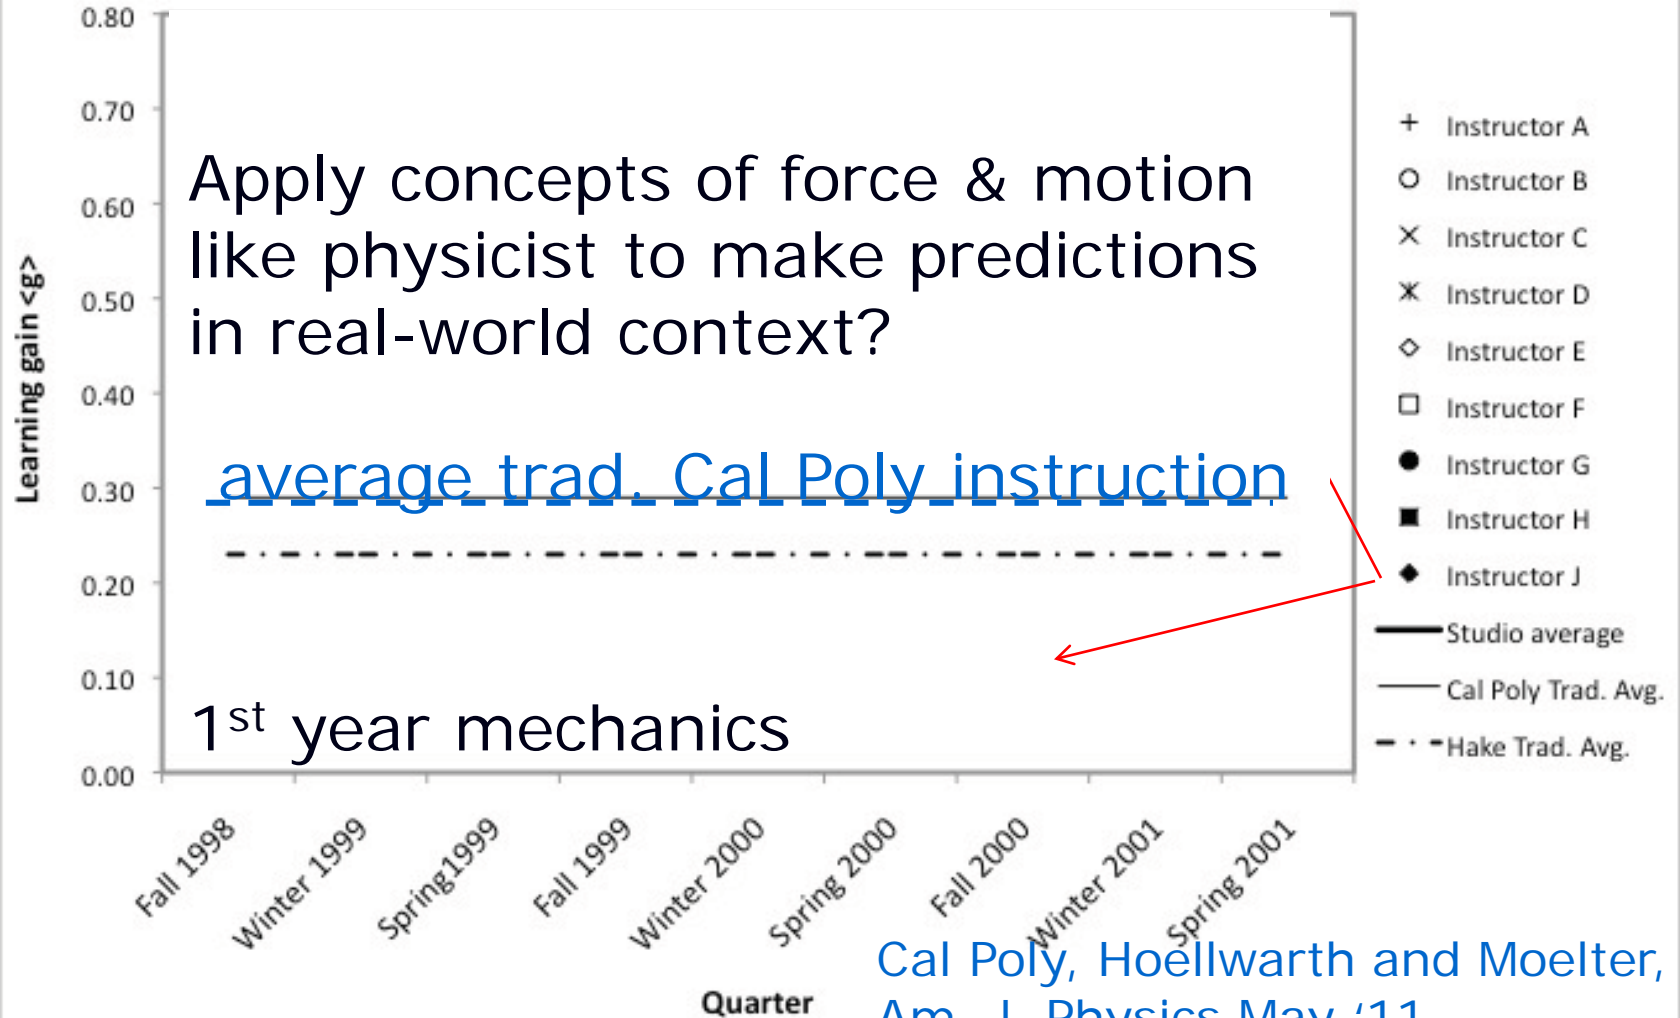 0.80
0.70
0.60
0.50
0.40
0.30
0.20
0.10
0.00
Learning gain <g>
Apply concepts of force & motion
like physicist to make predictions
in real-world context?
average trad. Cal Poly instruction
1st year mechanics
Instructor A
Instructor B
Instructor C
Instructor D
Instructor E
Instructor F
Instructor G
Instructor H
Instructor J
Studio average
Cal Poly Trad. Avg.
Hake Trad. Avg.
Fall 1998
Winter 1999
Spring1999
Fall 1999
Winter 2000
Spring 2000
Fall 2000
Winter 2001
Spring 2001
Quarter
Cal Poly, Hoellwarth and Moelter,
Am. J. Physics May '11